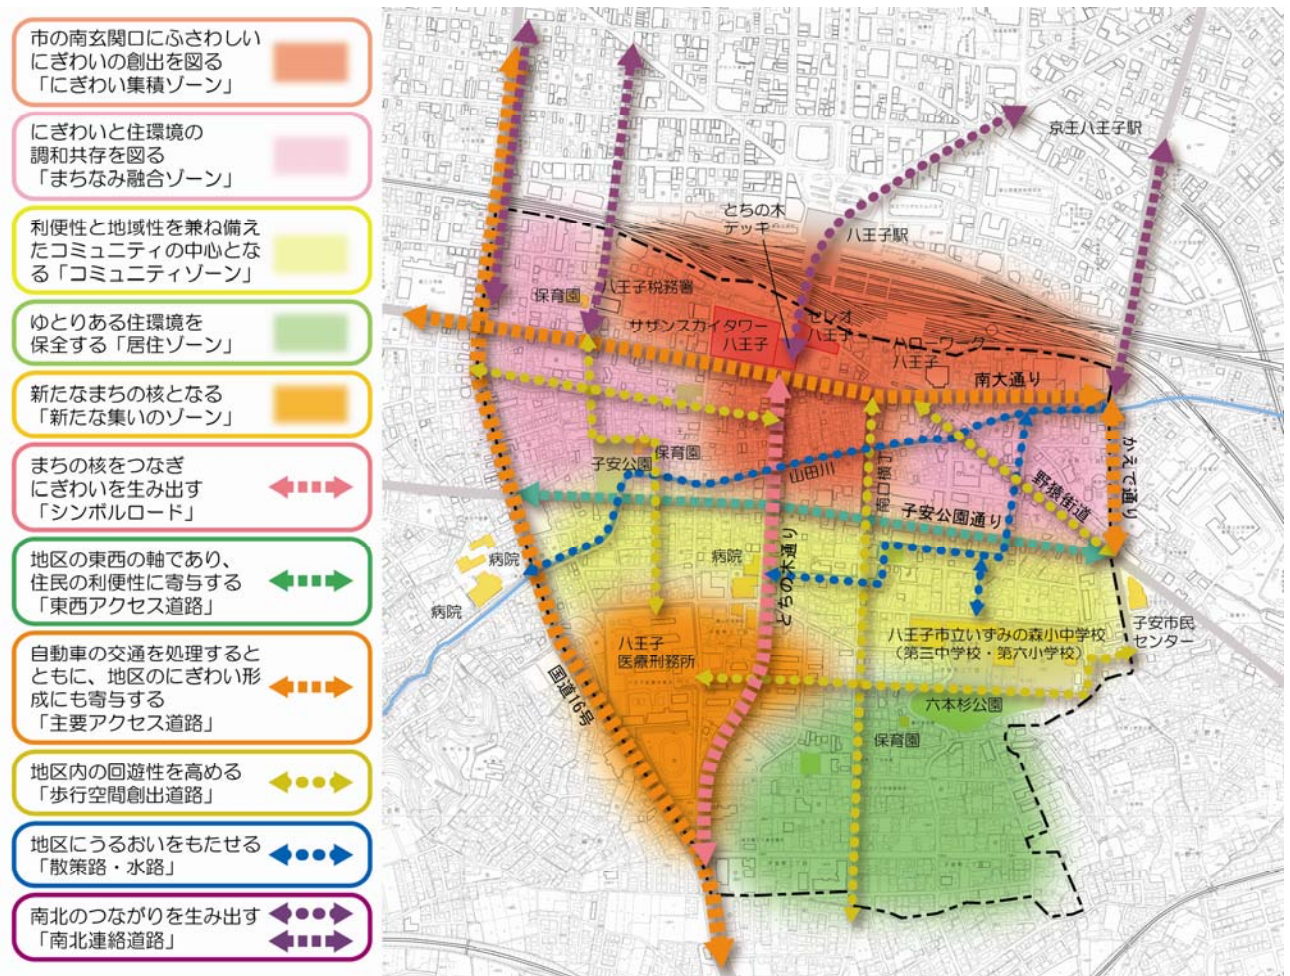 市の南玄関口にふさわしい
にぎわいの創出を図る
「にぎわい集積ゾーン」
にぎわいと住環境の
調和共存を図る
「まちなみ融合ゾーン」
利便性と地域性を兼ね備え
たコミュニティの中心とな
る「コミュニティゾーン」
ゆとりある住環境を
保全する「居住ゾーン」
新たなまちの核となる
「新たな集いのゾーン」
まちの核をつなぎ
にぎわいを生み出す
「シンボルロード」
地区の東西の軸であり、
住民の利便性に寄与する
「東西アクセス道路」
自動車の交通を処理すると
ともに、地区のにぎわい形
成にも寄与する
「主要アクセス道路」
地区内の回遊性を高める
「歩行空間創出道路」
地区にうるおいをもたせる
「散策路・水路」
南北のつながりを生み出す
「南北連絡道路」
京王八王子駅
とちの木
デッキ
八王子駅
八王子税務署
保育園
サザンスカイタワー
八王子
セレオ
八王子
ハローワーク
八王子
南大通り
かえで通り
保育園
子安公園
山田川
南口横丁
野猿街道
子安公園通り
病院
病院
病院
とちの木通り
八王子
医療刑務所
八王子市立いずみの森小中学校
(第三中学校・第六小学校)
子安市民
センター
国道16号
六本杉公園
保育園